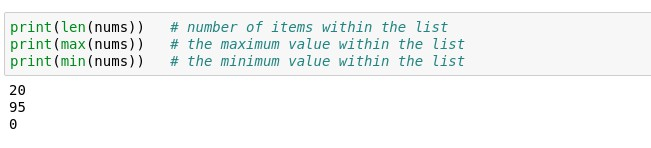 print(len(nums))   # number of items within the list
print(max(nums))   # the maximum value within the list
print(min(nums))   # the minimum value within the list
20
95
0